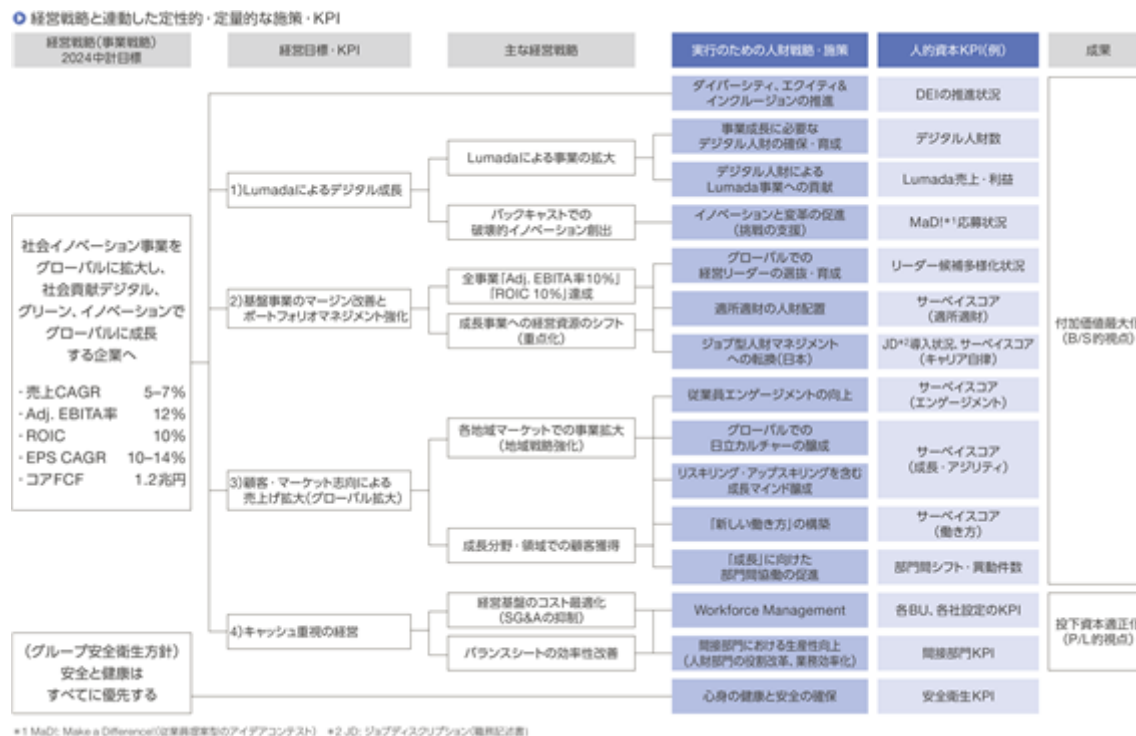 経営戦略と連動した定性的・定量的な施策・KPI
経営戦略(事業戦略)
2024中計目標
経営目標・KPI
主な経営戦略
実行のための人財戦略・施策
人的資本KPI(例)
成果
社会イノベーション事業を
グローバルに拡大し、
社会貢献デジタル、
グリーン、イノベーションで
グローバルに成長
する企業へ
・売上CAGR 5–7%
・Adj. EBITA率 12%
・ROIC 10%
・EPS CAGR 10–14%
・コアFCF 1.2兆円
(グループ安全衛生方針)
安全と健康は
すべてに優先する
1)Lumadaによるデジタル成長
2)基盤事業のマージン改善と
ポートフォリオマネジメント強化
3)顧客・マーケット志向による
売上げ拡大(グローバル拡大)
4)キャッシュ重視の経営
Lumadaによる事業の拡大
バックキャストでの
破壊的イノベーション創出
全事業「Adj. EBITA率10%」
「ROIC 10%」達成
成長事業への経営資源のシフト
(重点化)
各地域マーケットでの事業拡大
(地域戦略強化)
成長分野・領域での顧客獲得
経営基盤のコスト最適化
(SG&Aの抑制)
バランスシートの効率性改善
ダイバーシティ、エクイティ&
インクルージョンの推進
DEIの推進状況
事業成長に必要な
デジタル人財の確保・育成
デジタル人財数
デジタル人財による
Lumada事業への貢献
Lumada売上・利益
イノベーションと変革の促進
(挑戦の支援)
MaD!*1応募状況
グローバルでの
経営リーダーの選抜・育成
リーダー候補多様化状況
適所適財の人財配置
サーベイスコア
(適所適財)
ジョブ型人財マネジメント
への転換(日本)
JD*2導入状況、サーベイスコア
(キャリア自律)
従業員エンゲージメントの向上
サーベイスコア
(エンゲージメント)
グローバルでの
日立カルチャーの醸成
リスキリング・アップスキリングを含む
成長マインド醸成
サーベイスコア
(成長・アジリティ)
「新しい働き方」の構築
サーベイスコア
(働き方)
「成長」に向けた
部門間協働の促進
部門間シフト・異動件数
Workforce Management
各BU、各社設定のKPI
間接部門における生産性向上
(人財部門の役割改革、業務効率化)
間接部門KPI
心身の健康と安全の確保
安全衛生KPI
付加価値最大化
(B/S的視点)
投下資本適正化
(P/L的視点)
*1 MaD!: Make a Difference!(従業員提案型のアイデアコンテスト) *2 JD: ジョブディスクリプション(職務記述書)